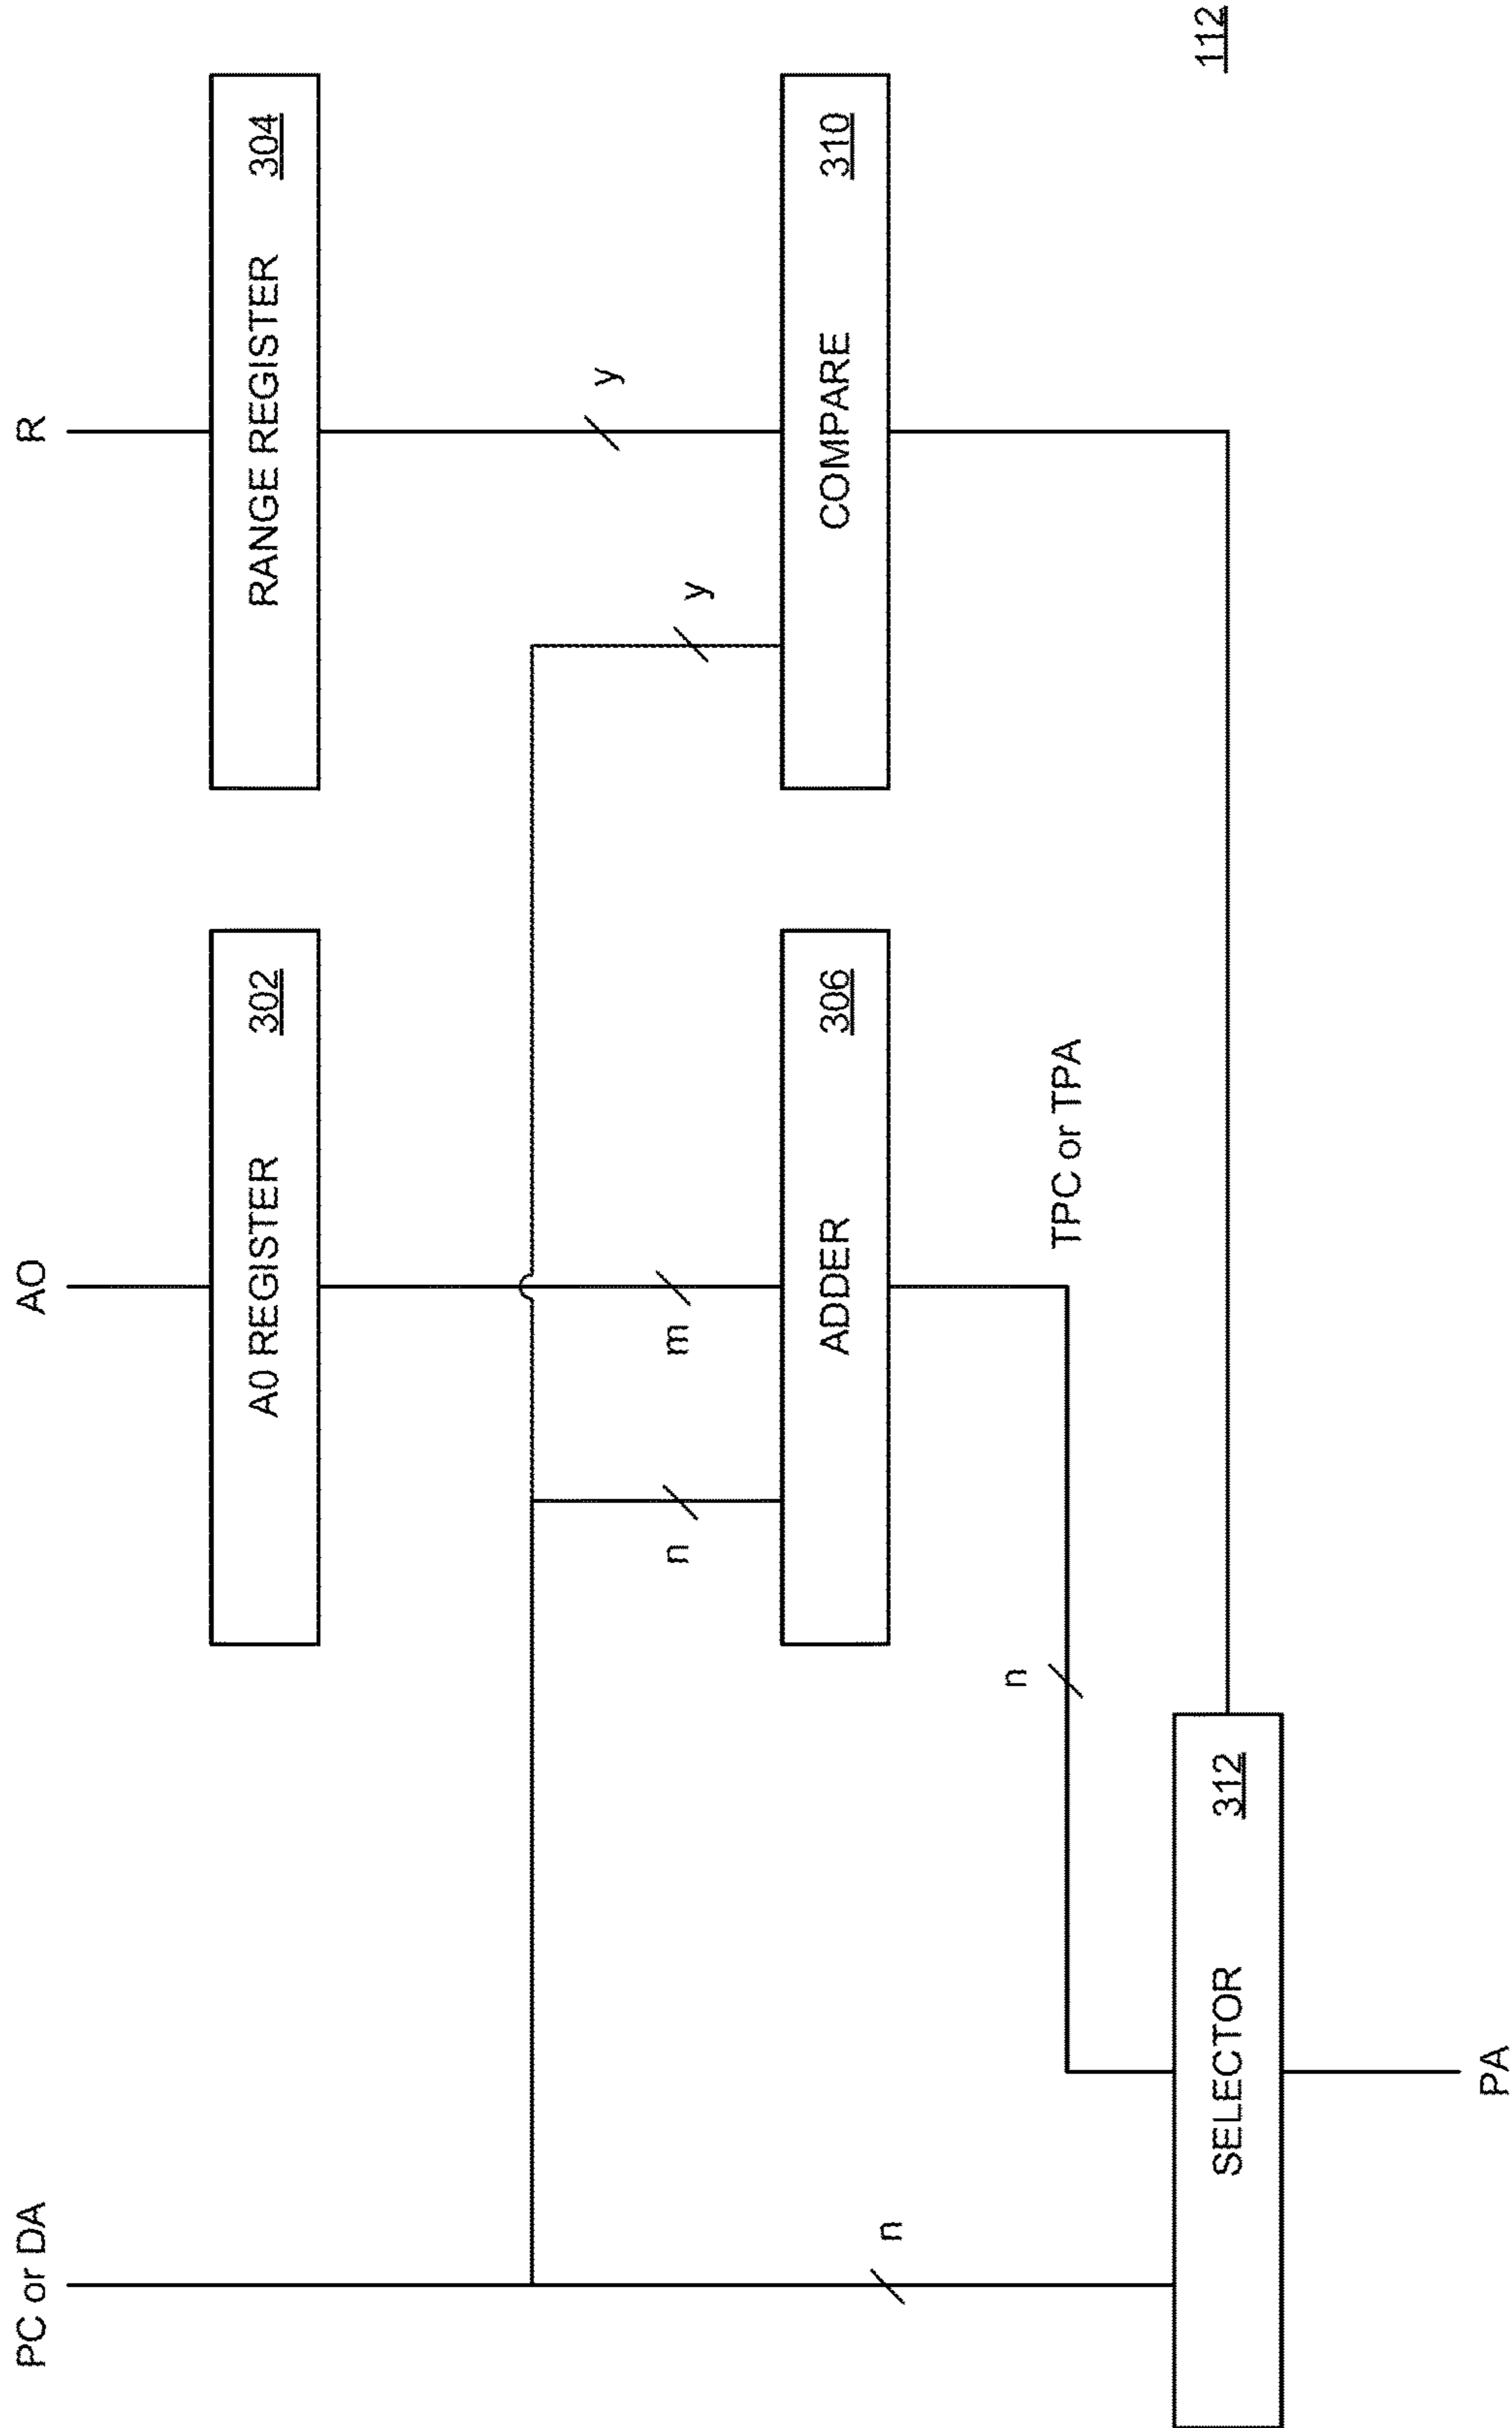 PC or DA
AO
R
A0 REGISTER 302
RANGE REGISTER 304
n
m
y
y
ADDER 306
COMPARE 310
n
n
TPC or TPA
SELECTOR 312
112
PA